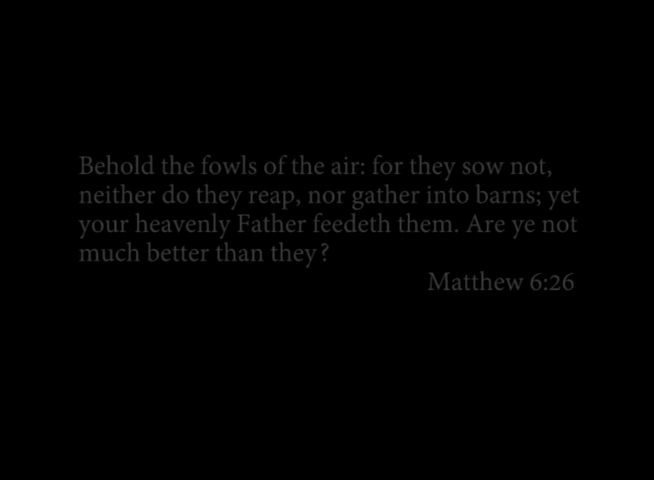 Behold the fowls of the air: for they sow not,
neither do they reap, nor gather into barns; yet
your heavenly Father feedeth them. Are ye not
much better than they?
Matthew 6:26